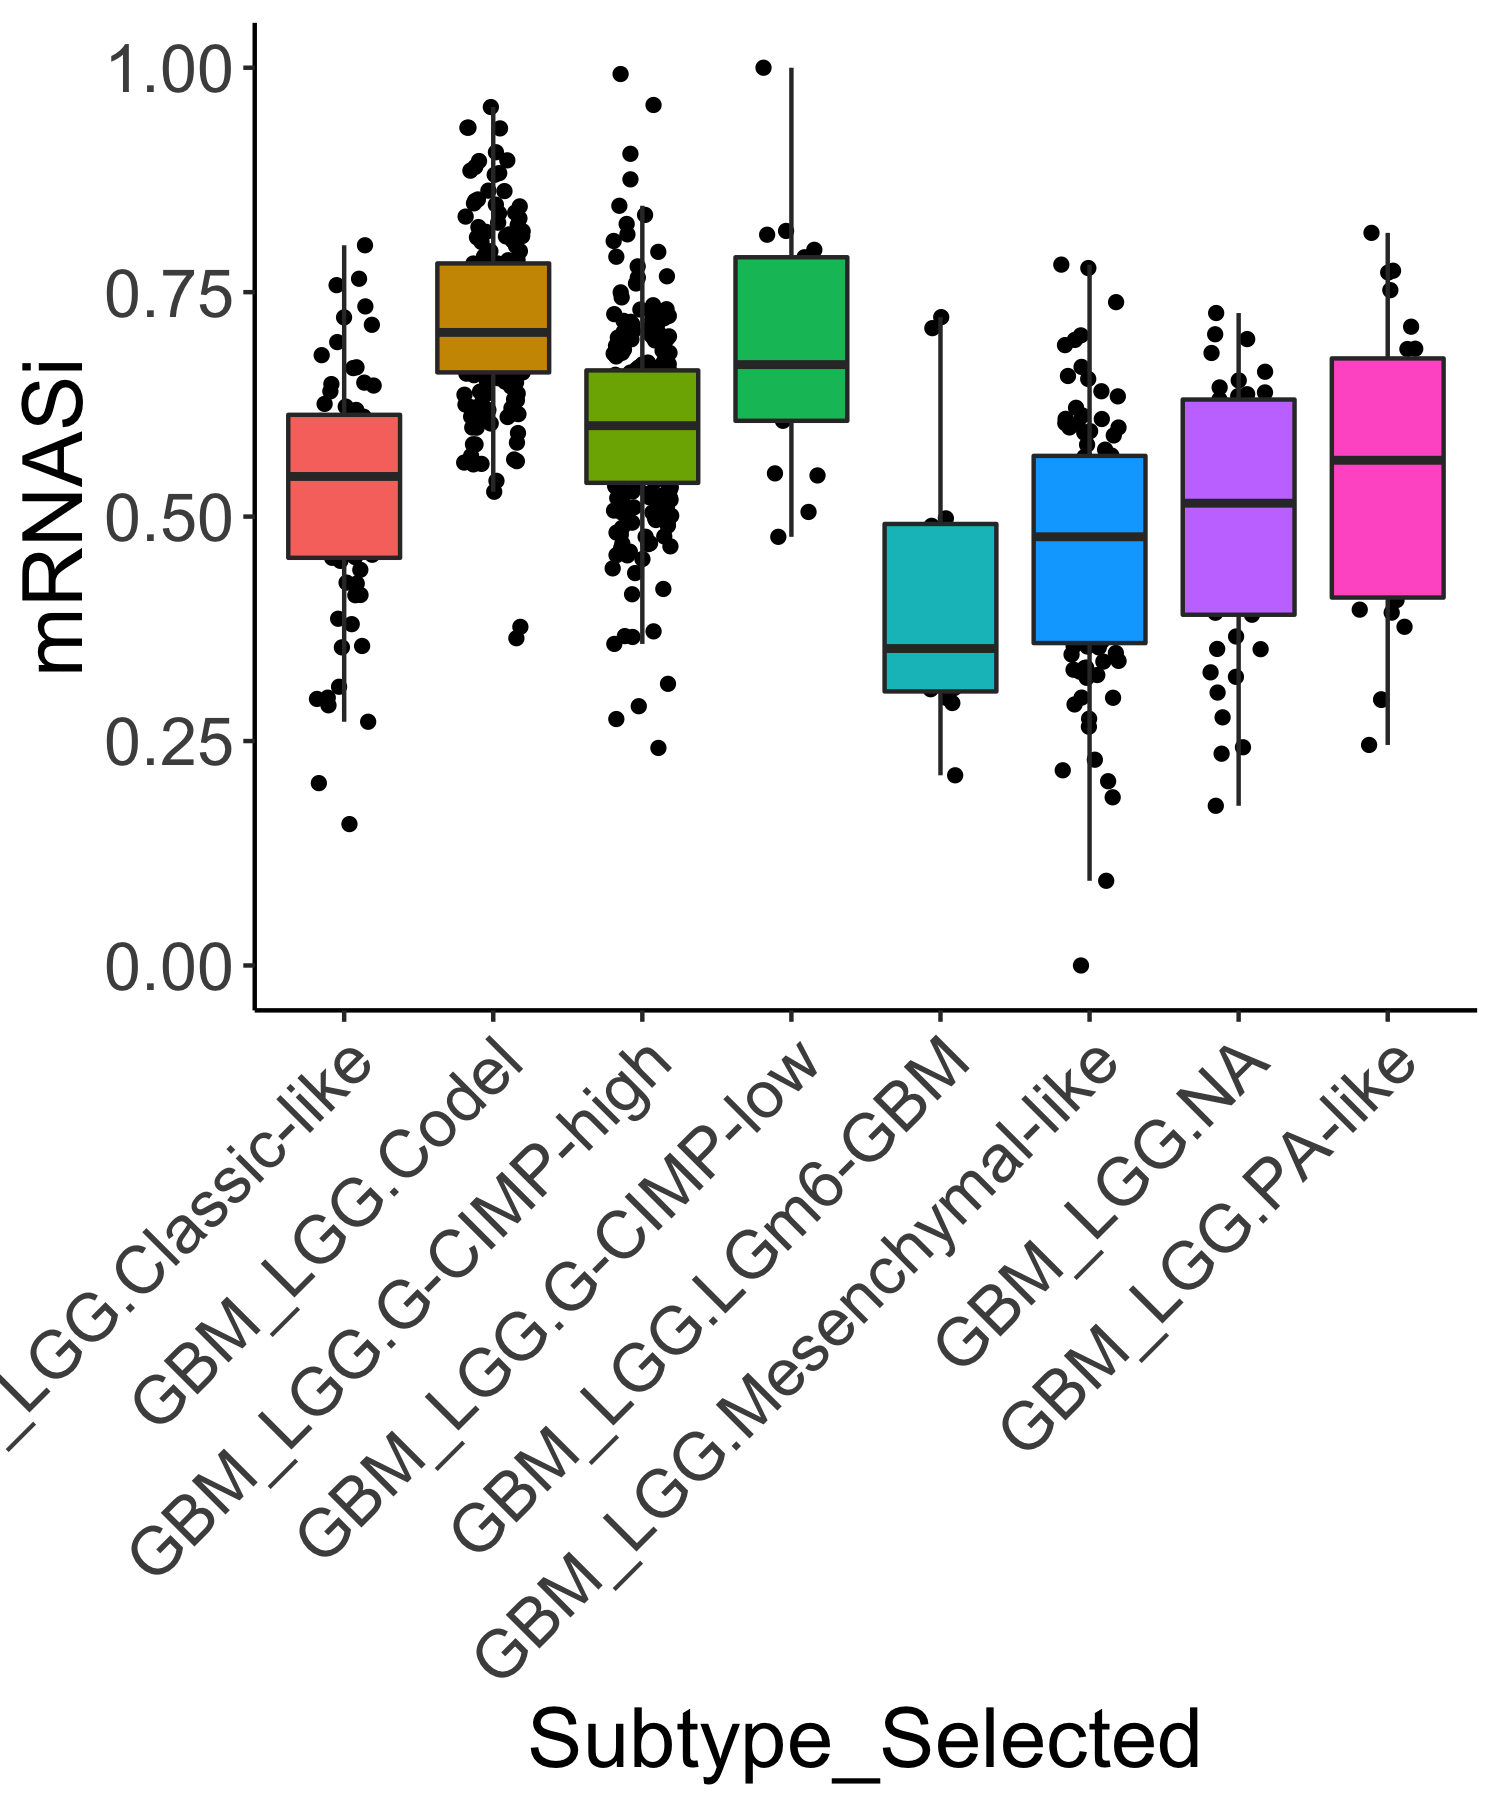 mRNASi
1.00
0.75
0.50
0.25
0.00
_LGG.Classic-like
GBM_LGG.Codel
GBM_LGG.G-CIMP-high
GBM_LGG.G-CIMP-low
GBM_LGG.LGm6-GBM
GBM_LGG.Mesenchymal-like
GBM_LGG.NA
GBM_LGG.PA-like
Subtype_Selected